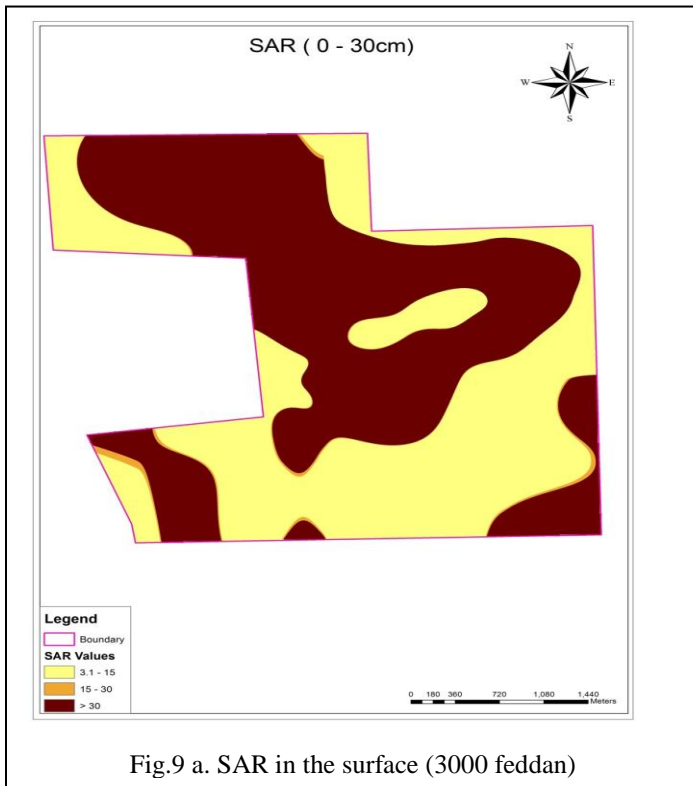 SAR ( 0 - 30cm)
N
W E
S
Legend
Boundary
SAR Values
3.1 - 15
15 - 30
> 30
0 180 360 720 1,080 1,440
Meters
Fig.9 a. SAR in the surface (3000 feddan)